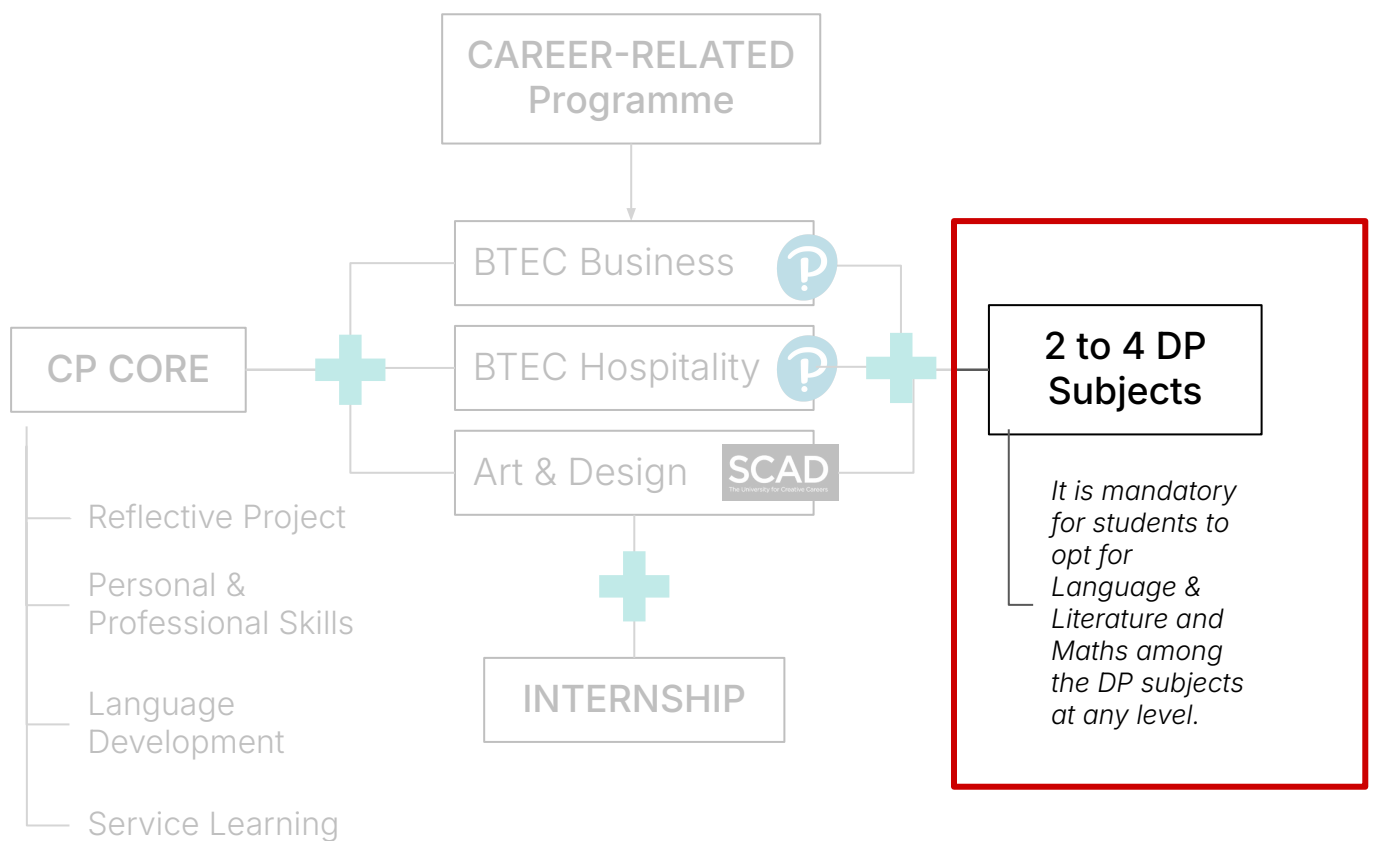 CAREER-RELATED
Programme
BTEC Business
BTEC Hospitality
Art & Design
SCAD
The University for Creative Careers
CP CORE
Reflective Project
Personal &
Professional Skills
Language
Development
Service Learning
INTERNSHIP
2 to 4 DP
Subjects
It is mandatory
for students to
opt for
Language &
Literature and
Maths among
the DP subjects
at any level.